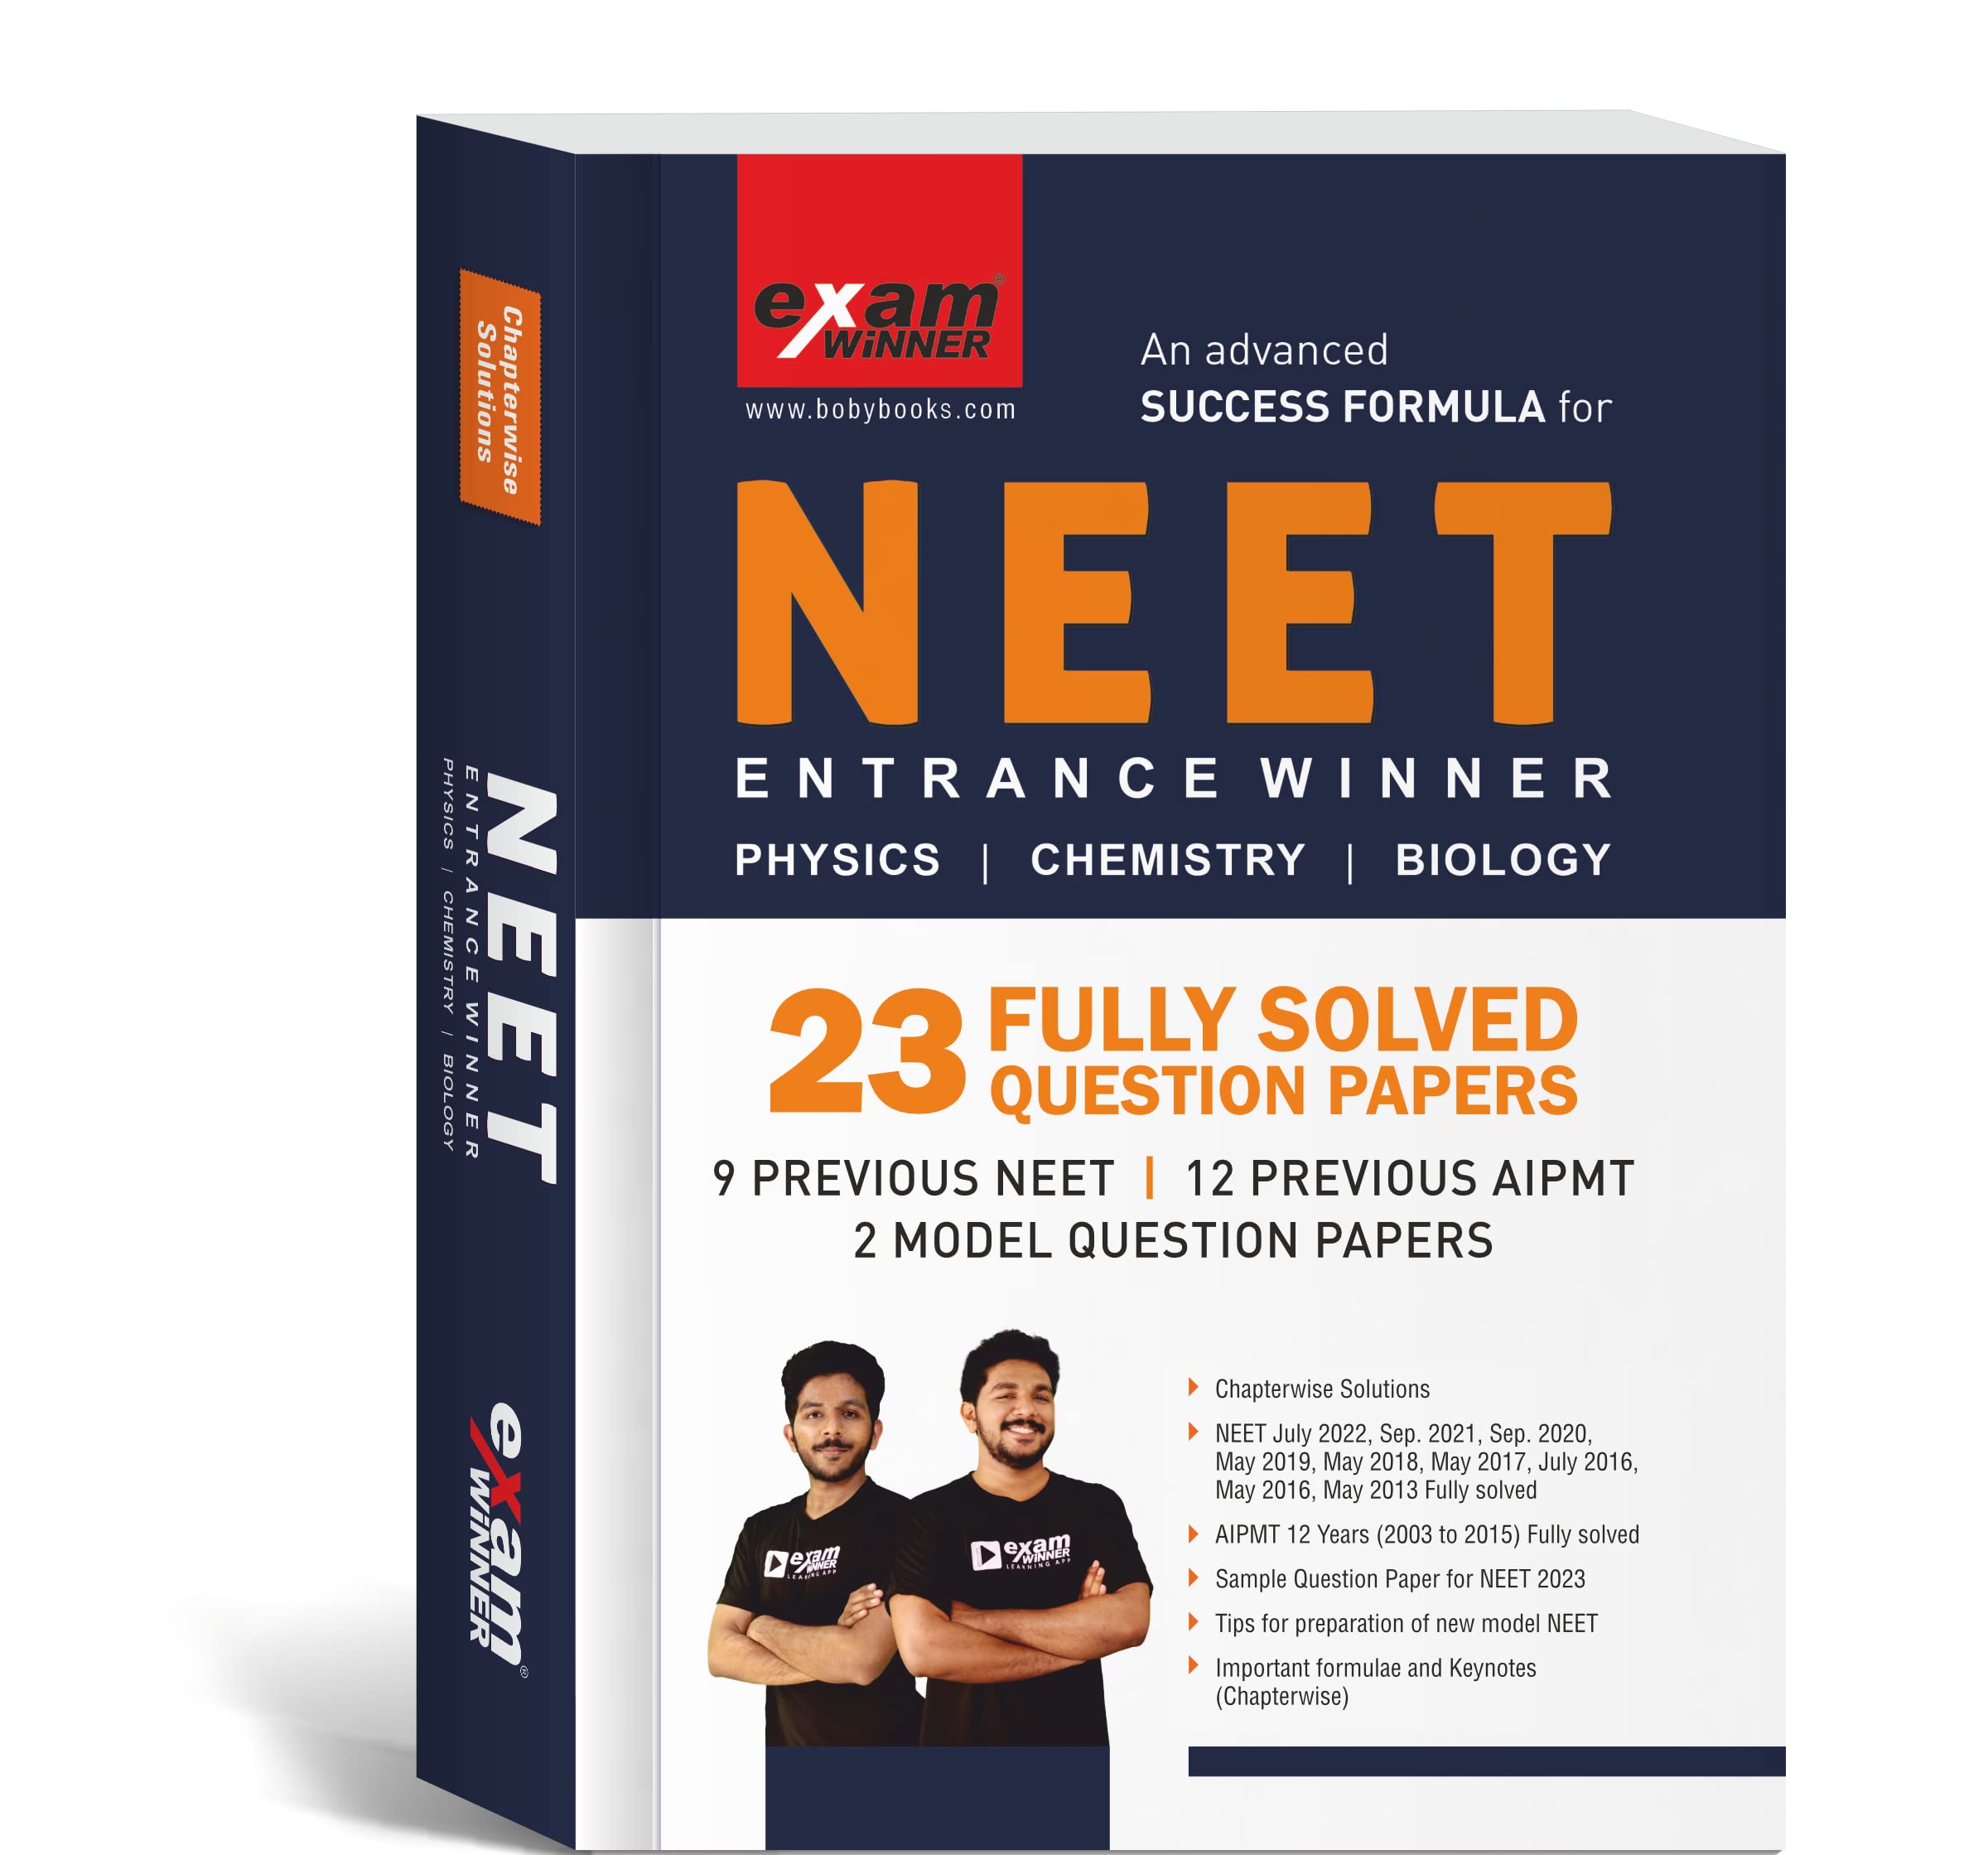 Chapterwise
Solutions
NEET
ENTRANCE WINNER
PHYSICS | CHEMISTRY | BIOLOGY
exam®
WiNNER
exam®
WiNNER
www.bobybooks.com
An advanced
SUCCESS FORMULA for
NEET
ENTRANCE WINNER
PHYSICS | CHEMISTRY | BIOLOGY
23 FULLY SOLVED
QUESTION PAPERS
9 PREVIOUS NEET | 12 PREVIOUS AIPMT
2 MODEL QUESTION PAPERS
exam
WiNNER
LEARNING APP
exam
WiNNER
LEARNING APP
Chapterwise Solutions
NEET July 2022, Sep. 2021, Sep. 2020,
May 2019, May 2018, May 2017, July 2016,
May 2016, May 2013 Fully solved
AIPMT 12 Years (2003 to 2015) Fully solved
Sample Question Paper for NEET 2023
Tips for preparation of new model NEET
Important formulae and Keynotes
(Chapterwise)